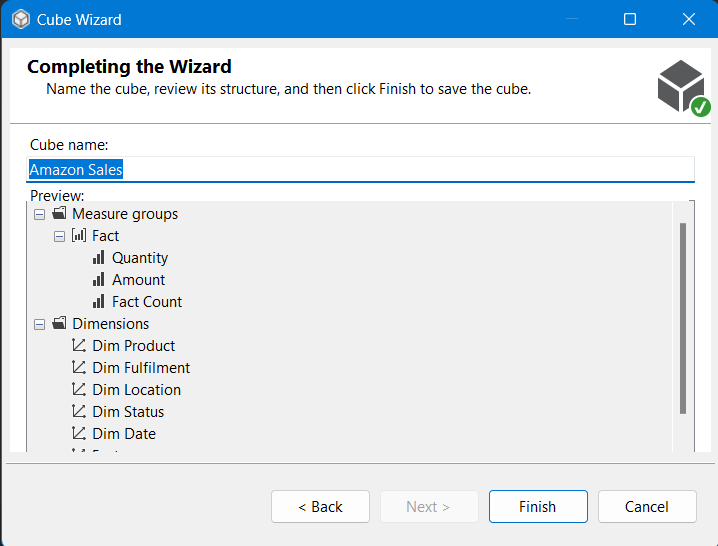 Cube Wizard
Completing the Wizard
Name the cube, review its structure, and then click Finish to save the cube.
Cube name:
Amazon Sales
Preview:
Measure groups
Fact
Quantity
Amount
Fact Count
Dimensions
Dim Product
Dim Fulfilment
Dim Location
Dim Status
Dim Date
< Back
Next >
Finish
Cancel